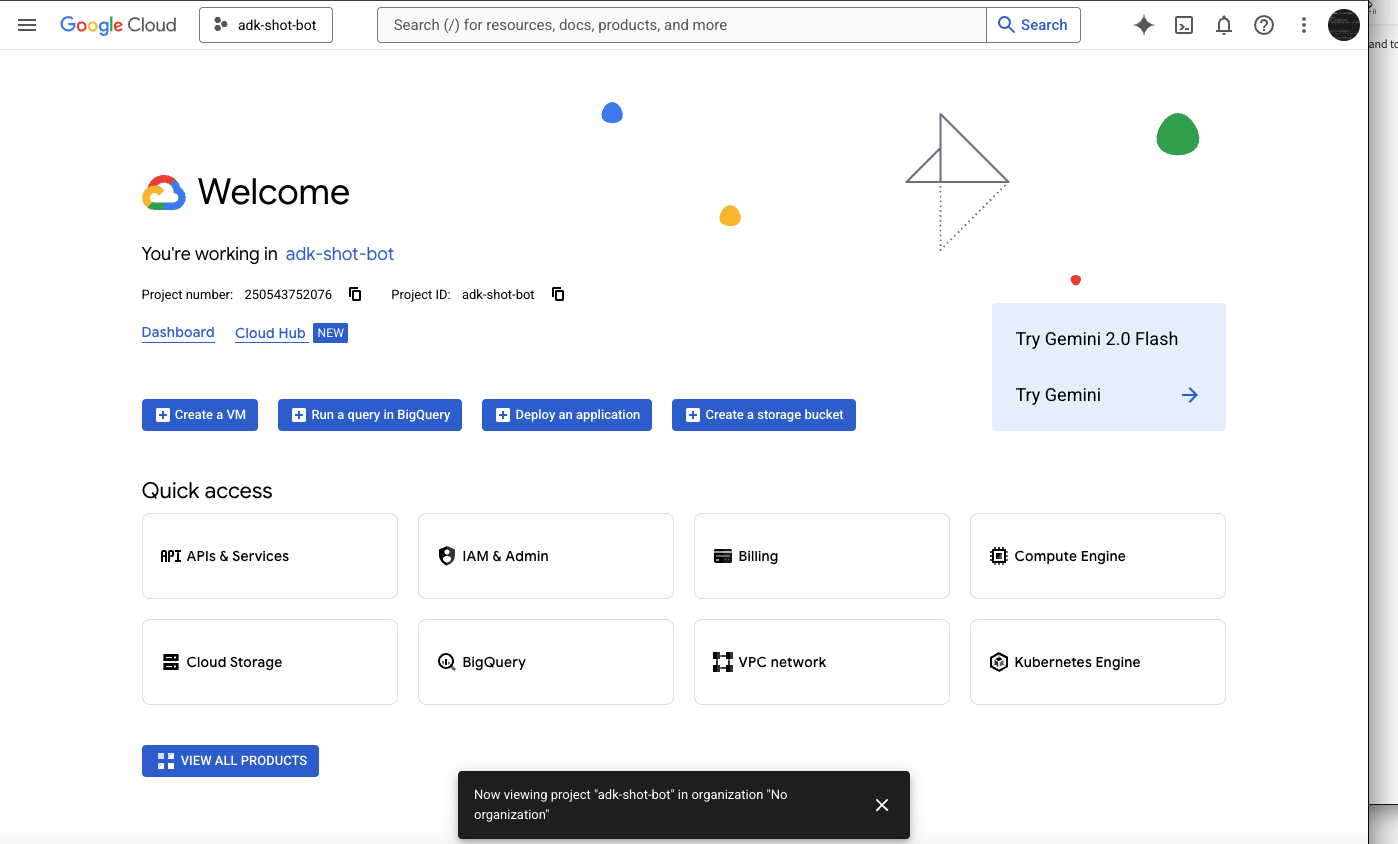 Google Cloud
adk-shot-bot
Search (/) for resources, docs, products, and more
Search
and to
Welcome
You're working in adk-shot-bot
Project number: 250543752076 Project ID: adk-shot-bot
Dashboard Cloud Hub NEW
Try Gemini 2.0 Flash
Try Gemini
Create a VM
Run a query in BigQuery
Deploy an application
Create a storage bucket
Quick access
API APIs & Services
IAM & Admin
Billing
Compute Engine
Cloud Storage
BigQuery
VPC network
Kubernetes Engine
VIEW ALL PRODUCTS
Now viewing project "adk-shot-bot" in organization "No
organization"